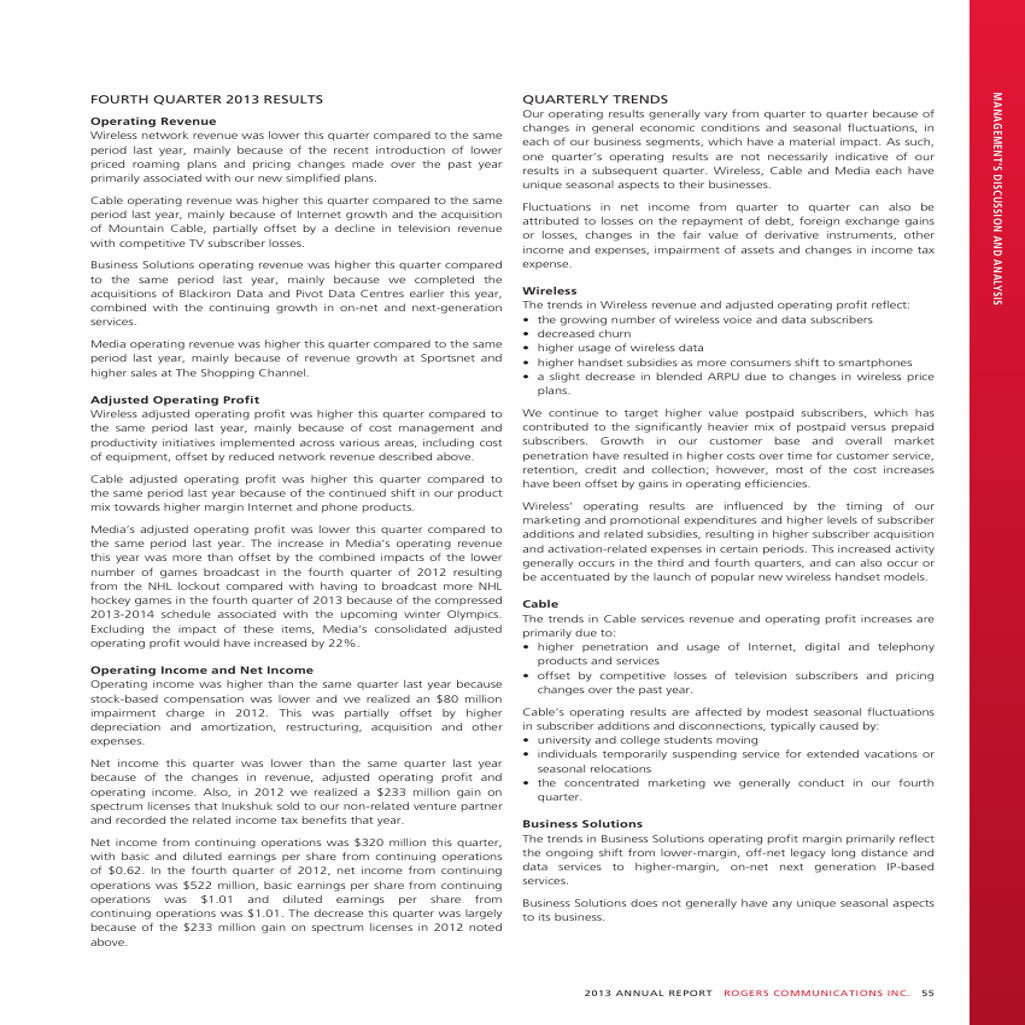 FOURTH QUARTER 2013 RESULTS
Operating Revenue
Wireless network revenue was lower this quarter compared to the same
period last year, mainly because of the recent introduction of lower
priced roaming plans and pricing changes made over the past year
primarily associated with our new simplified plans.
Cable operating revenue was higher this quarter compared to the same
period last year, mainly because of Internet growth and the acquisition
of Mountain Cable, partially offset by a decline in television revenue
with competitive TV subscriber losses.
Business Solutions operating revenue was higher this quarter compared
to the same period last year, mainly because we completed the
acquisitions of Blackiron Data and Pivot Data Centres earlier this year,
combined with the continuing growth in on-net and next-generation
services.
Media operating revenue was higher this quarter compared to the same
period last year, mainly because of revenue growth at Sportsnet and
higher sales at The Shopping Channel.
Adjusted Operating Profit
Wireless adjusted operating profit was higher this quarter compared to
the same period last year, mainly because of cost management and
productivity initiatives implemented across various areas, including cost
of equipment, offset by reduced network revenue described above.
Cable adjusted operating profit was higher this quarter compared to
the same period last year because of the continued shift in our product
mix towards higher margin Internet and phone products.
Media's adjusted operating profit was lower this quarter compared to
the same period last year. The increase in Media's operating revenue
this year was more than offset by the combined impacts of the lower
number of games broadcast in the fourth quarter of 2012 resulting
from the NHL lockout compared with having to broadcast more NHL
hockey games in the fourth quarter of 2013 because of the compressed
2013-2014 schedule associated with the upcoming winter Olympics.
Excluding the impact of these items, Media's consolidated adjusted
operating profit would have increased by 22%.
Operating Income and Net Income
Operating income was higher than the same quarter last year because
stock-based compensation was lower and we realized an $80 million
impairment charge in 2012. This was partially offset by higher
depreciation and amortization, restructuring, acquisition and other
expenses.
Net income this quarter was lower than the same quarter last year
because of the changes in revenue, adjusted operating profit and
operating income. Also, in 2012 we realized a $233 million gain on
spectrum licenses that Inukshuk sold to our non-related venture partner
and recorded the related income tax benefits that year.
Net income from continuing operations was $320 million this quarter,
with basic and diluted earnings per share from continuing operations
of $0.62. In the fourth quarter of 2012, net income from continuing
operations was $522 million, basic earnings per share from continuing
operations was $1.01 and diluted earnings per share from
continuing operations was $1.01. The decrease this quarter was largely
because of the $233 million gain on spectrum licenses in 2012 noted
above.
QUARTERLY TRENDS
Our operating results generally vary from quarter to quarter because of
changes in general economic conditions and seasonal fluctuations, in
each of our business segments, which have a material impact. As such,
one quarter's operating results are not necessarily indicative of our
results in a subsequent quarter. Wireless, Cable and Media each have
unique seasonal aspects to their businesses.
Fluctuations in net income from quarter to quarter can also be
attributed to losses on the repayment of debt, foreign exchange gains
or losses, changes in the fair value of derivative instruments, other
income and expenses, impairment of assets and changes in income tax
expense.
Wireless
The trends in Wireless revenue and adjusted operating profit reflect:
• the growing number of wireless voice and data subscribers
• decreased churn
• higher usage of wireless data
• higher handset subsidies as more consumers shift to smartphones
• a slight decrease in blended ARPU due to changes in wireless price
plans.
We continue to target higher value postpaid subscribers, which has
contributed to the significantly heavier mix of postpaid versus prepaid
subscribers. Growth in our customer base and overall market
penetration have resulted in higher costs over time for customer service,
retention, credit and collection; however, most of the cost increases
have been offset by gains in operating efficiencies.
Wireless' operating results are influenced by the timing of our
marketing and promotional expenditures and higher levels of subscriber
additions and related subsidies, resulting in higher subscriber acquisition
and activation-related expenses in certain periods. This increased activity
generally occurs in the third and fourth quarters, and can also occur or
be accentuated by the launch of popular new wireless handset models.
Cable
The trends in Cable services revenue and operating profit increases are
primarily due to:
• higher penetration and usage of Internet, digital and telephony
products and services
• offset by competitive losses of television subscribers and pricing
changes over the past year.
Cable's operating results are affected by modest seasonal fluctuations
in subscriber additions and disconnections, typically caused by:
• university and college students moving
• individuals temporarily suspending service for extended vacations or
seasonal relocations
• the concentrated marketing we generally conduct in our fourth
quarter.
Business Solutions
The trends in Business Solutions operating profit margin primarily reflect
the ongoing shift from lower-margin, off-net legacy long distance and
data services to higher-margin, on-net next generation IP-based
services.
Business Solutions does not generally have any unique seasonal aspects
to its business.
MANAGEMENT'S DISCUSSION AND ANALYSIS
2013 ANNUAL REPORT ROGERS COMMUNICATIONS INC. 55